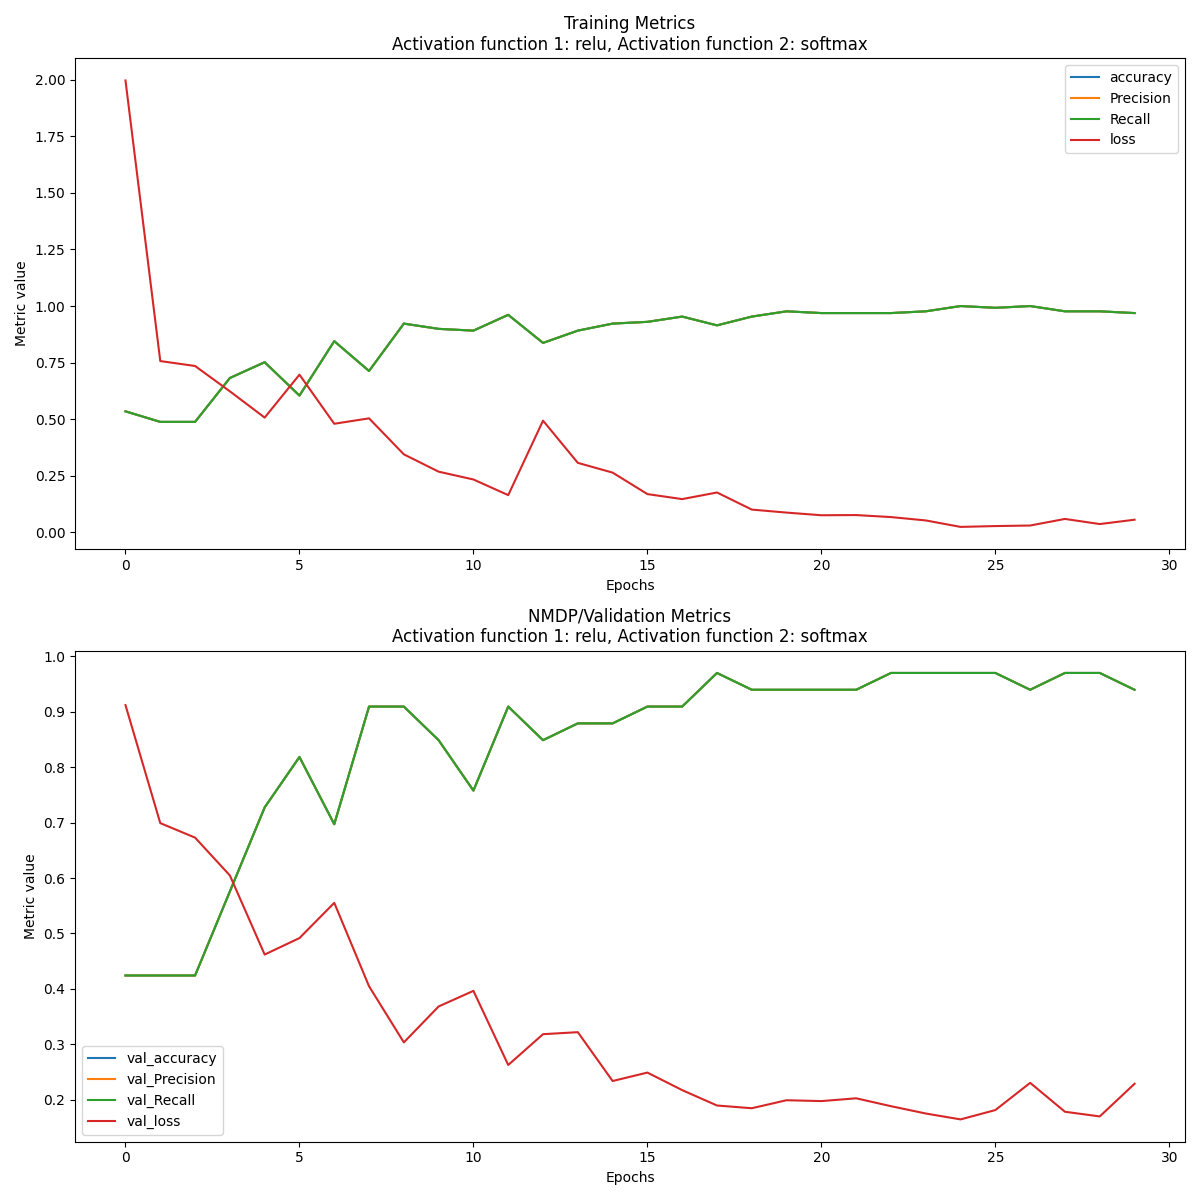 Training Metrics
Activation function 1: relu, Activation function 2: softmax
Metric value
2.00
1.75
1.50
1.25
1.00
0.75
0.50
0.25
0.00
accuracy
Precision
Recall
loss
0 5 10 15 20 25 30
Epochs
NMDP/Validation Metrics
Activation function 1: relu, Activation function 2: softmax
Metric value
1.0
0.9
0.8
0.7
0.6
0.5
0.4
0.3
0.2
val_accuracy
val_Precision
val_Recall
val_loss
0 5 10 15 20 25 30
Epochs